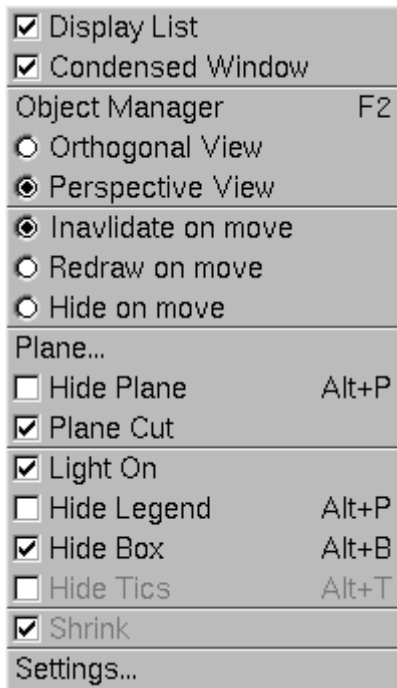 Display List
Condensed Window
Object Manager F2
Orthogonal View
Perspective View
Inavlidate on move
Redraw on move
Hide on move
Plane...
Hide Plane Alt+P
Plane Cut
Light On
Hide Legend Alt+P
Hide Box Alt+B
Hide Tics Alt+T
Shrink
Settings...